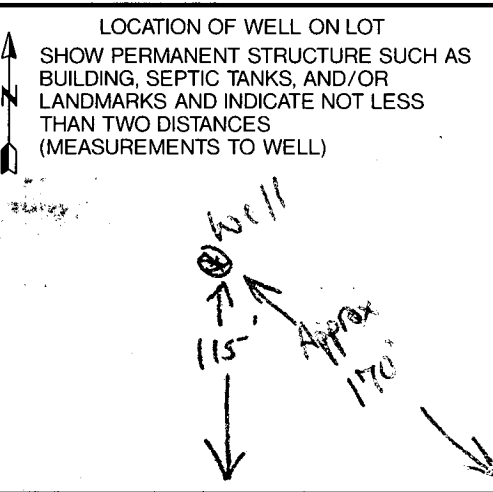 LOCATION OF WELL ON LOT
SHOW PERMANENT STRUCTURE SUCH AS
BUILDING, SEPTIC TANKS, AND/OR
LANDMARKS AND INDICATE NOT LESS
THAN TWO DISTANCES
(MEASUREMENTS TO WELL)
N
Well
115'
Approx
170'